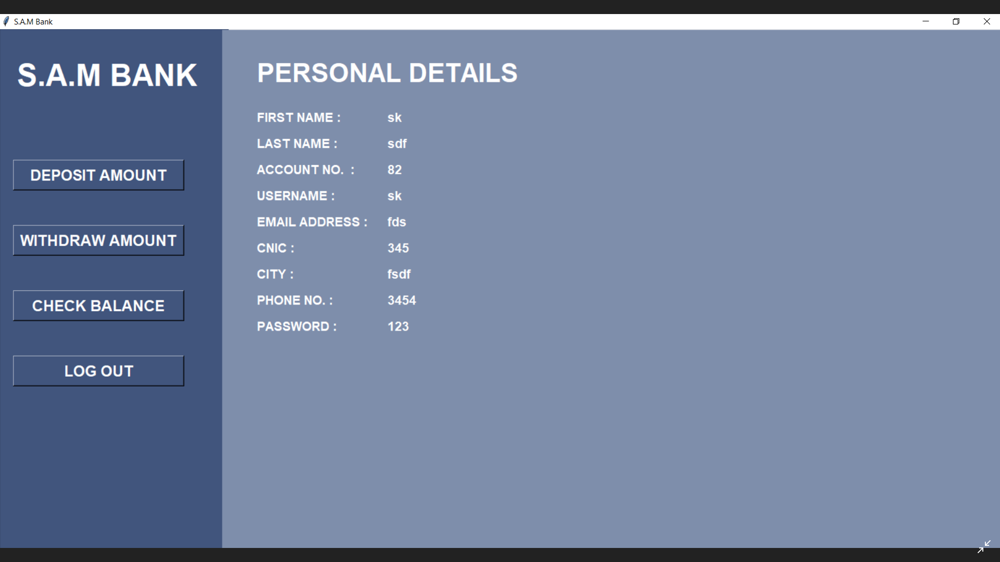 S.A.M Bank
S.A.M BANK
DEPOSIT AMOUNT
WITHDRAW AMOUNT
CHECK BALANCE
LOG OUT
PERSONAL DETAILS
FIRST NAME : sk
LAST NAME : sdf
ACCOUNT NO. : 82
USERNAME : sk
EMAIL ADDRESS : fds
CNIC : 345
CITY : fsdf
PHONE NO. : 3454
PASSWORD : 123